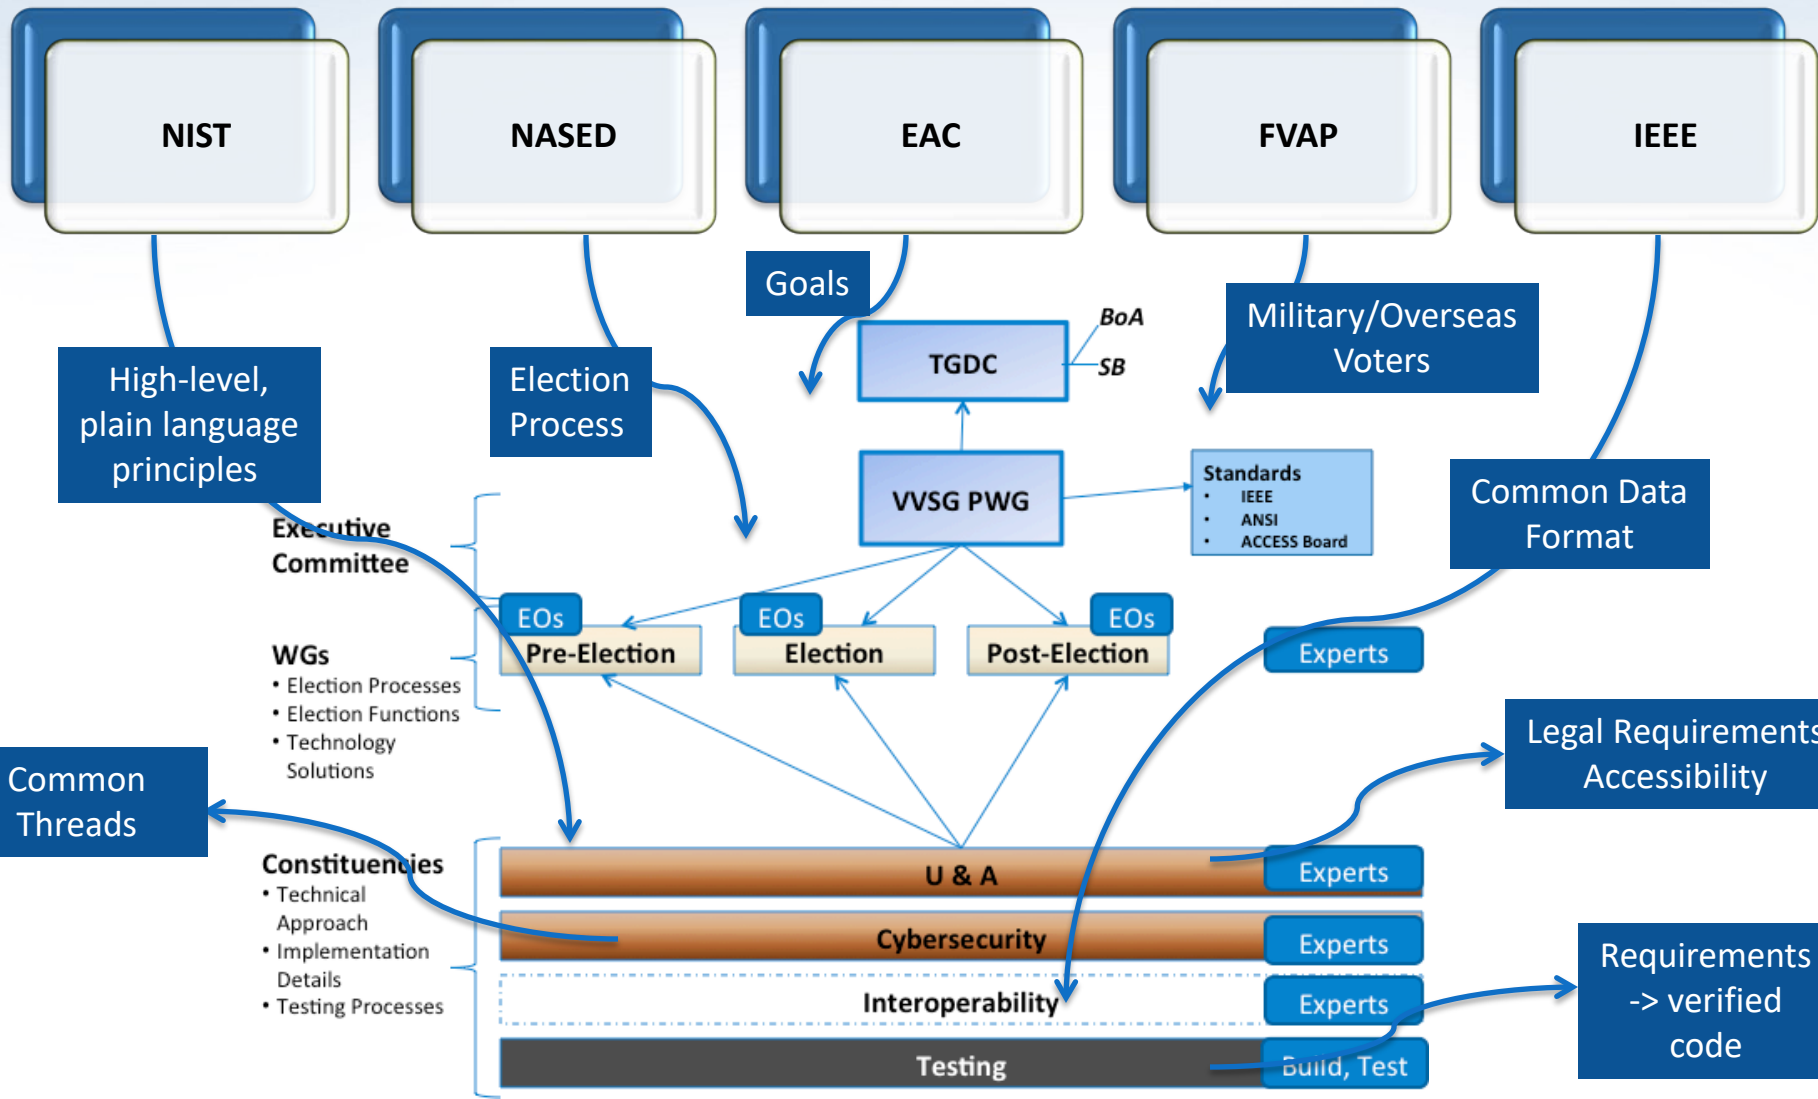 NIST
NASED
EAC
FVAP
IEEE
Goals
Military/Overseas
Voters
High-level,
plain language
principles
Election
Process
TGDC
BoA
SB
VVSG PWG
Standards
• IEEE
• ANSI
• ACCESS Board
Common Data
Format
Executive
Committee
EOs
EOs
EOs
Pre-Election
Election
Post-Election
Experts
WGs
• Election Processes
• Election Functions
• Technology
Solutions
Common
Threads
Legal Requirements
Accessibility
Constituencies
• Technical
Approach
• Implementation
Details
• Testing Processes
U & A
Experts
Cybersecurity
Experts
Interoperability
Experts
Testing
Build, Test
Requirements
-> verified
code